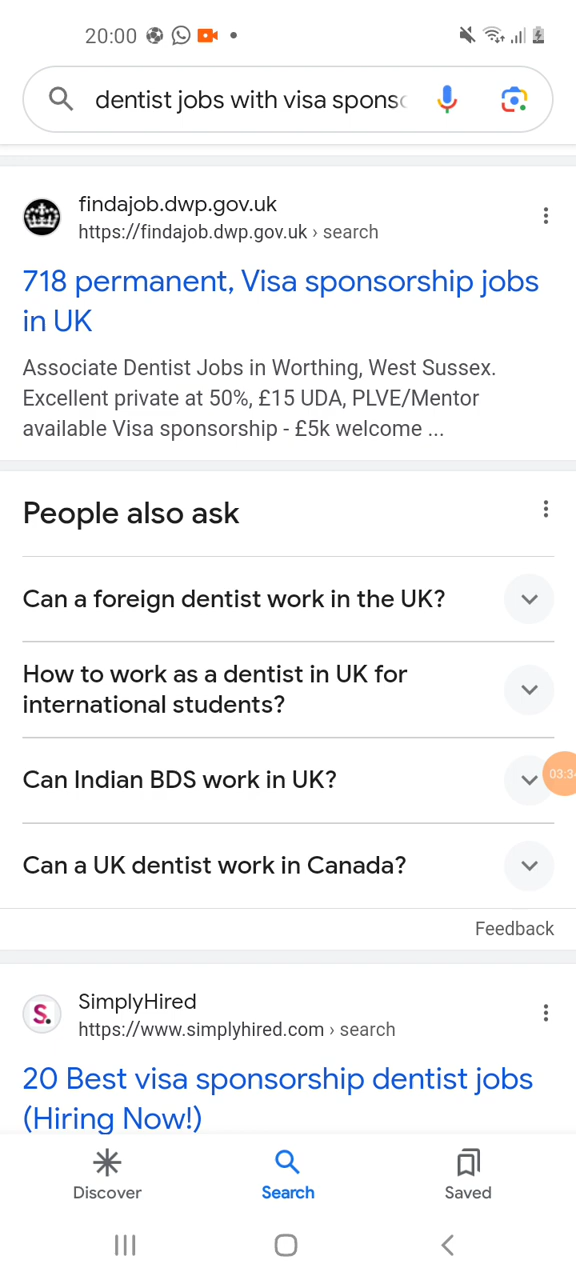 20:00
dentist jobs with visa spons
findajob.dwp.gov.uk
https://findajob.dwp.gov.uk › search
718 permanent, Visa sponsorship jobs
in UK
Associate Dentist Jobs in Worthing, West Sussex.
Excellent private at 50%, £15 UDA, PLVE/Mentor
available Visa sponsorship - £5k welcome ...
People also ask
Can a foreign dentist work in the UK?
How to work as a dentist in UK for
international students?
Can Indian BDS work in UK?
03:34
Can a UK dentist work in Canada?
Feedback
S.
SimplyHired
https://www.simplyhired.com › search
20 Best visa sponsorship dentist jobs
(Hiring Now!)
Discover
Search
Saved